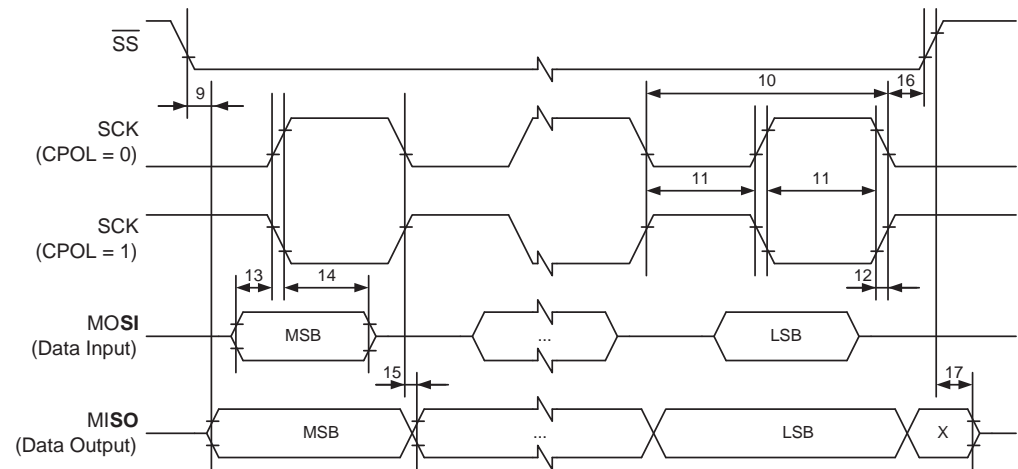 SS
10
9
16
SCK
(CPOL = 0)
11
11
SCK
(CPOL = 1)
13
14
12
MOSI
(Data Input)
MSB
...
LSB
15
17
MISO
(Data Output)
MSB
...
LSB
X